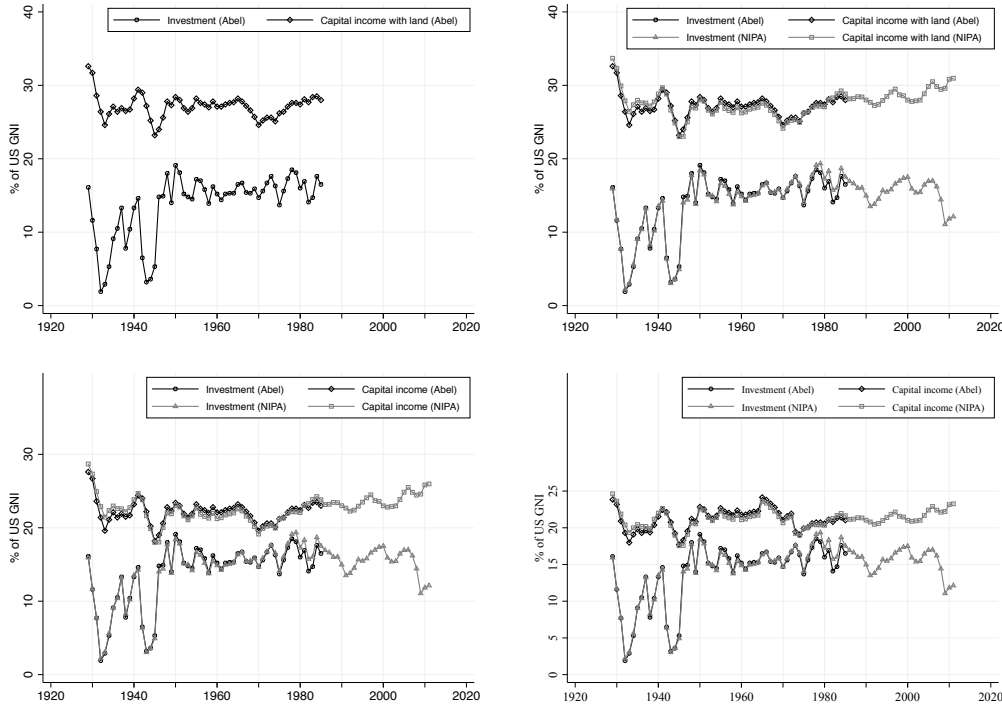 Investment (Abel) Capital income with land (Abel)
% of US GNI
40
30
20
10
0
1920 1940 1960 1980 2000 2020
Investment (Abel) Capital income with land (Abel)
Investment (NIPA) Capital income with land (NIPA)
% of US GNI
40
30
20
10
0
1920 1940 1960 1980 2000 2020
Investment (Abel) Capital income (Abel)
Investment (NIPA) Capital income (NIPA)
% of US GNI
30
20
10
0
1920 1940 1960 1980 2000 2020
Investment (Abel) Capital income (Abel)
Investment (NIPA) Capital income (NIPA)
% of US GNI
25
20
15
10
5
0
1920 1940 1960 1980 2000 2020